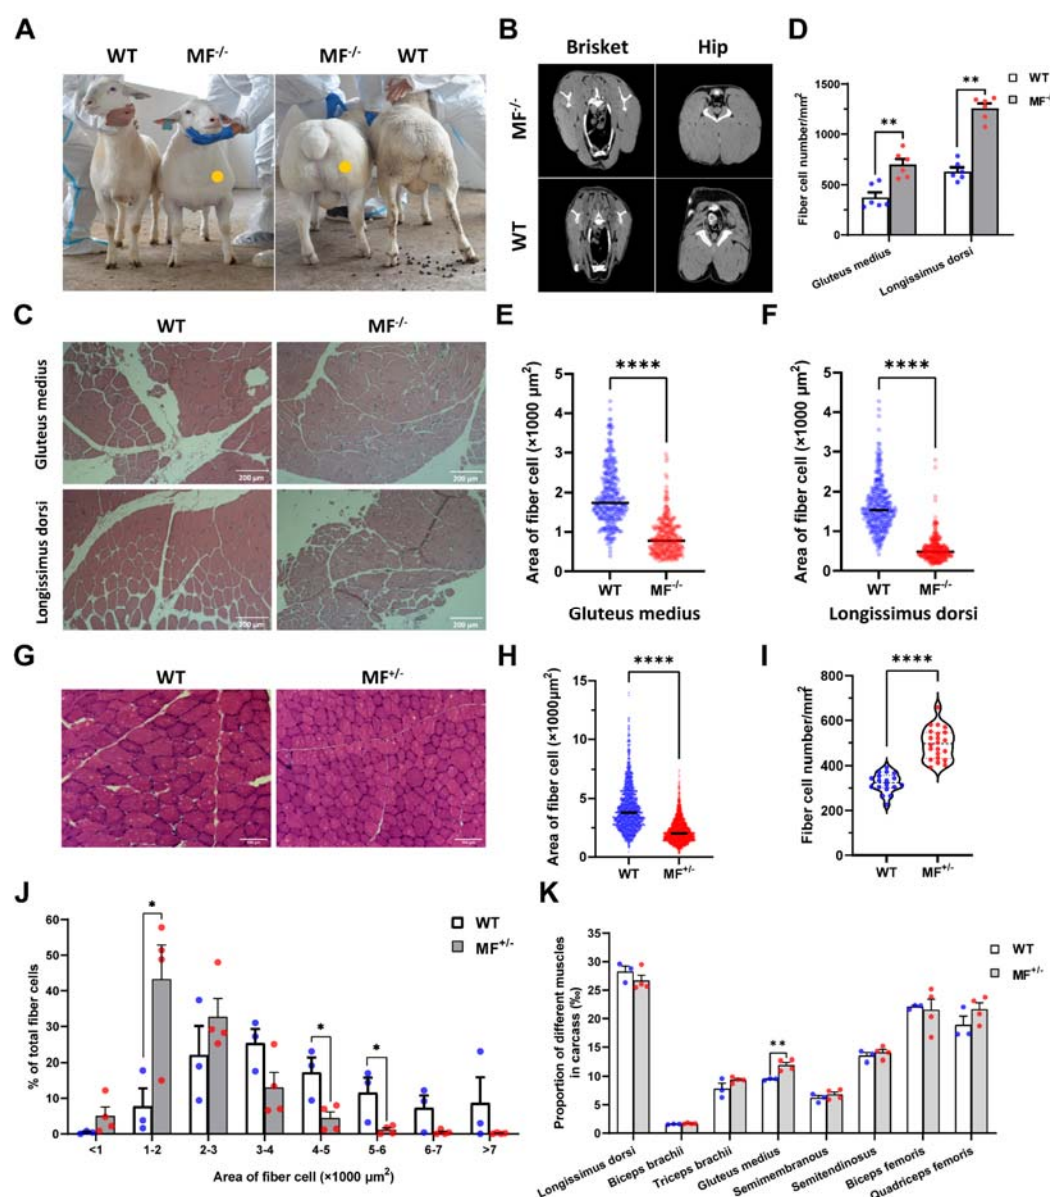 A
WT MF-/- MF-/- WT
B
Brisket Hip
MF-/-
WT
D
WT
MF-/
Fiber cell number/mm²
1500
1000
500
0
** **
Gluteus medius Longissimus dorsi
C
WT MF-/-
Gluteus medius
200 μm 200 μm
Longissimus dorsi
200 μm 200 μm
E
****
Area of fiber cell (×1000 μm²)
5
4
3
2
1
0
WT MF-/-
Gluteus medius
F
****
Area of fiber cell (×1000 μm²)
5
4
3
2
1
0
WT MF-/-
Longissimus dorsi
G
WT MF+/-
H
****
Area of fiber cell (×1000μm²)
15
10
5
0
WT MF+/-
I
****
Fiber cell number/mm²
800
600
400
200
0
WT MF+/-
J
WT
MF+/-
% of total fiber cells
60
50
40
30
20
10
0
* * *
<1 1-2 2-3 3-4 4-5 5-6 6-7 >7
Area of fiber cell (×1000 μm²)
K
WT
MF+/-
Proportion of different muscles
in carcass (‰)
35
30
25
20
15
10
5
0
**
Longissimus dorsi
Biceps brachii
Triceps brachii
Gluteus medius
Semimembranous
Semitendinosus
Biceps femoris
Quadriceps femoris